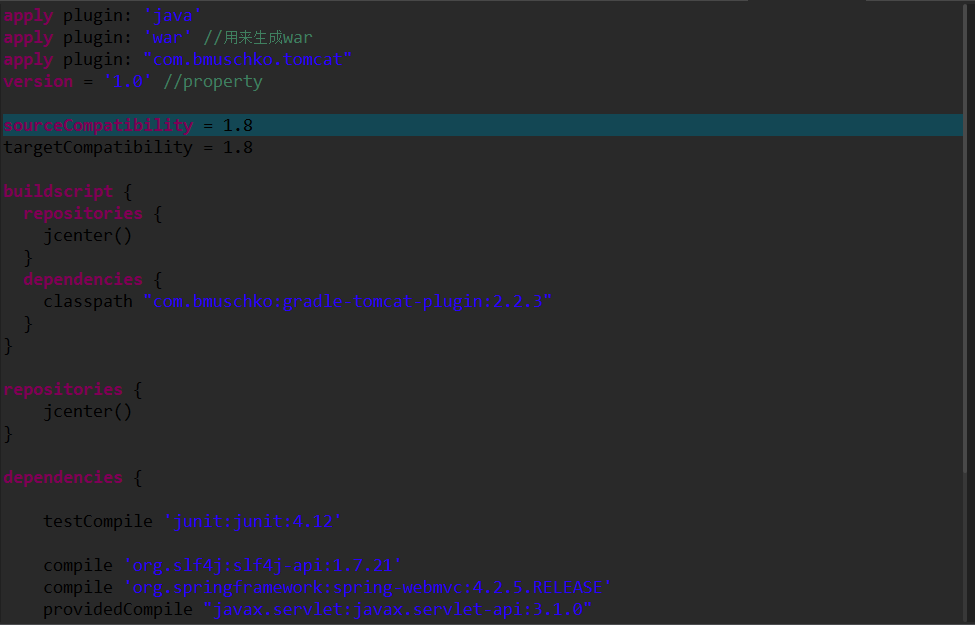 apply plugin: 'java'
apply plugin: 'war' //用来生成war
apply plugin: "com.bmuschko.tomcat"
version = '1.0' //property
sourceCompatibility = 1.8
targetCompatibility = 1.8
buildscript {
repositories {
jcenter()
}
dependencies {
classpath "com.bmuschko:gradle-tomcat-plugin:2.2.3"
}
}
repositories {
jcenter()
}
dependencies {
testCompile 'junit:junit:4.12'
compile 'org.slf4j:slf4j-api:1.7.21'
compile 'org.springframework:spring-webmvc:4.2.5.RELEASE'
providedCompile "javax.servlet:javax.servlet-api:3.1.0"